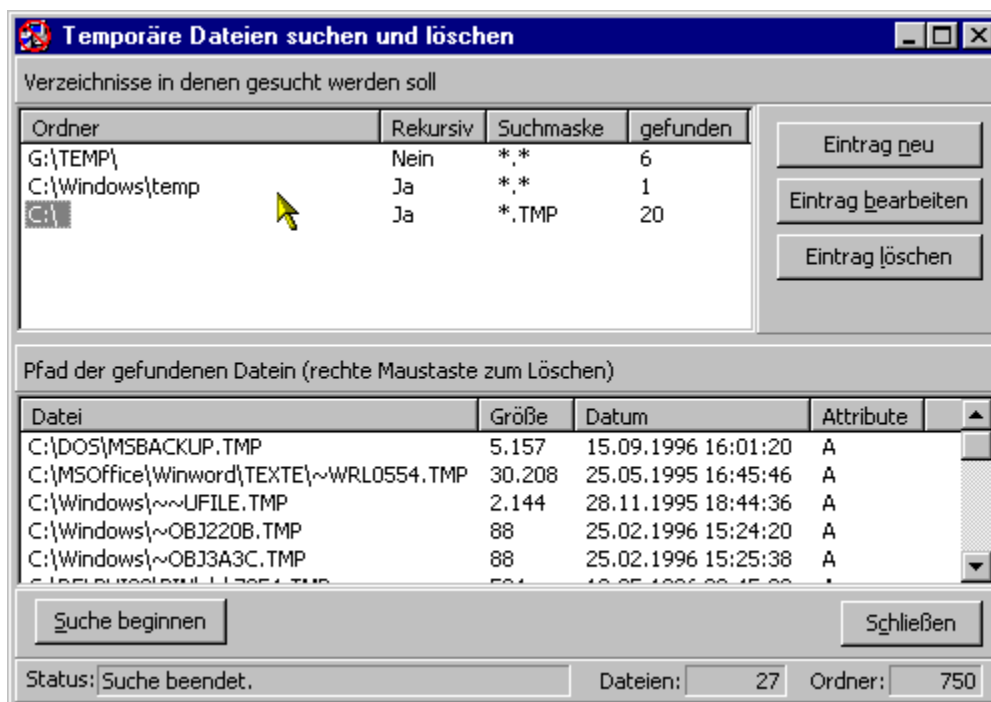 Temporäre Dateien suchen und löschen
Verzeichnisse in denen gesucht werden soll
Ordner Rekursiv Suchmaske gefunden
G:\TEMP\ Nein *.* 6
C:\Windows\temp Ja *.* 1
C:\ Ja *.TMP 20
Eintrag neu
Eintrag bearbeiten
Eintrag löschen
Pfad der gefundenen Datein (rechte Maustaste zum Löschen)
Datei Größe Datum Attribute
C:\DOS\MSBACKUP.TMP 5.157 15.09.1996 16:01:20 A
C:\MSOffice\Winword\TEXTE\~WRL0554.TMP 30.208 25.05.1996 16:45:46 A
C:\Windows\~~UFILE.TMP 2.144 28.11.1995 18:44:36 A
C:\Windows\~OBJ220B.TMP 88 25.02.1996 15:24:20 A
C:\Windows\~OBJ3A3C.TMP 88 25.02.1996 15:25:38 A
Suche beginnen
Schließen
Status: Suche beendet. Dateien: 27 Ordner: 750